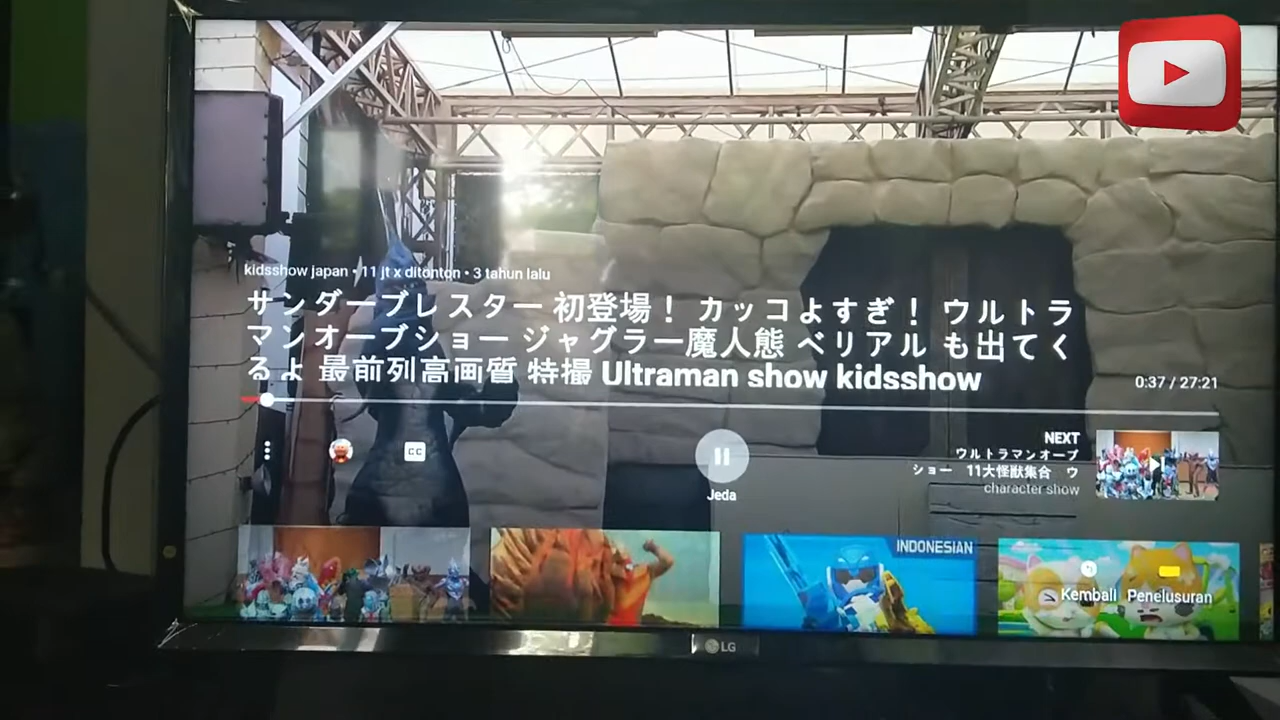 kidsshow japan • 11 jt x ditonton • 3 tahun lalu
サンダーブレスター 初登場！ カッコよすぎ！ ウルトラ
マンオーブショー ジャグラー魔人態 ベリアル も出てく
るよ 最前列高画質 特撮 Ultraman show kidsshow
0:37 / 27:21
CC
Jeda
NEXT
ウルトラマンオーブ
ショー 11大怪獣集合 ウ
character show
INDONESIAN
Kembali Penelusuran
LG